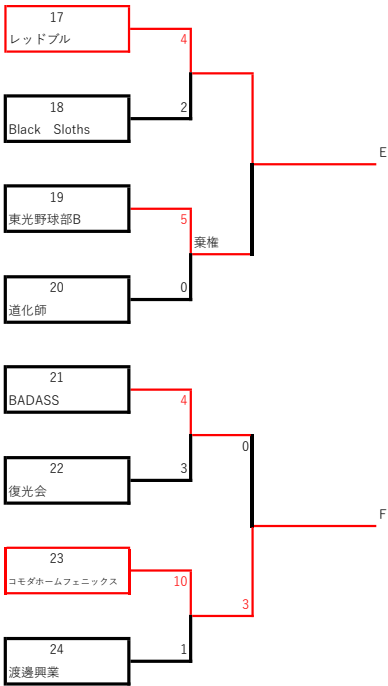 17
レッドブル
4
18
Black　Sloths
2
E
19
東光野球部B
5
棄権
20
道化師
0
21
BADASS
4
0
22
復光会
3
F
23
コモダホームフェニックス
10
3
24
渡邊興業
1